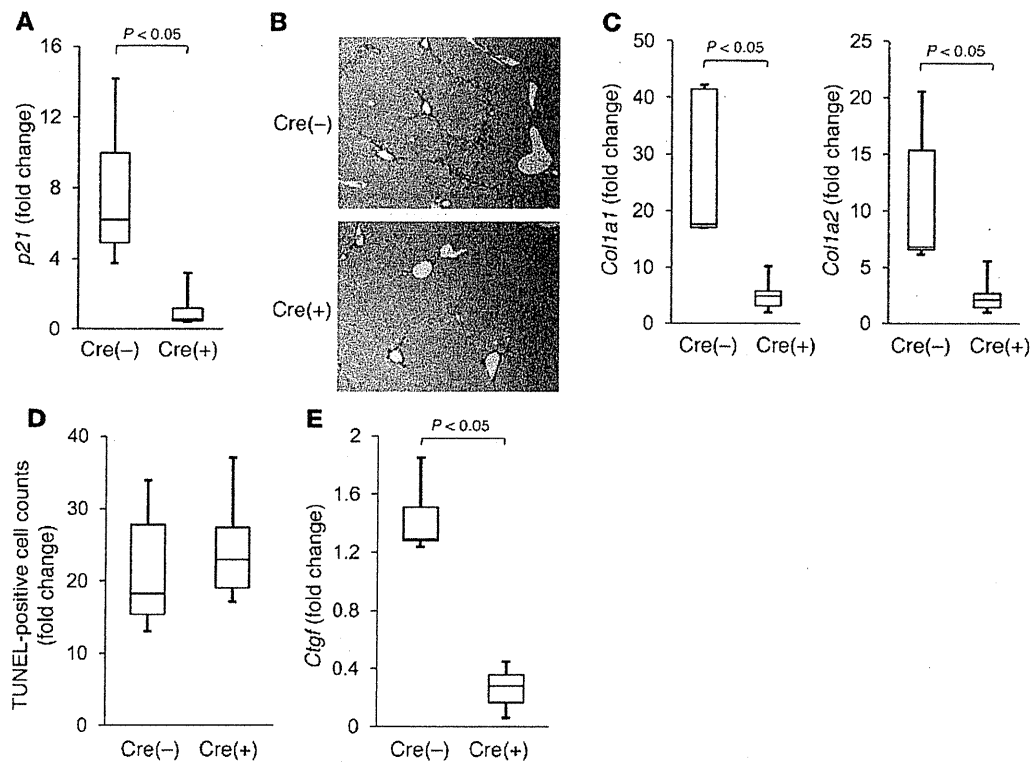 A
p21 (fold change)
16
12
8
4
0
P < 0.05
Cre(–)
Cre(+)
B
Cre(–)
Cre(+)
C
Col1a1 (fold change)
50
40
30
20
10
0
P < 0.05
Cre(–)
Cre(+)
Col1a2 (fold change)
25
20
15
10
5
0
P < 0.05
Cre(–)
Cre(+)
D
TUNEL-positive cell counts
(fold change)
40
30
20
10
0
Cre(–)
Cre(+)
E
Ctgf (fold change)
2
1.6
1.2
0.8
0.4
0
P < 0.05
Cre(–)
Cre(+)